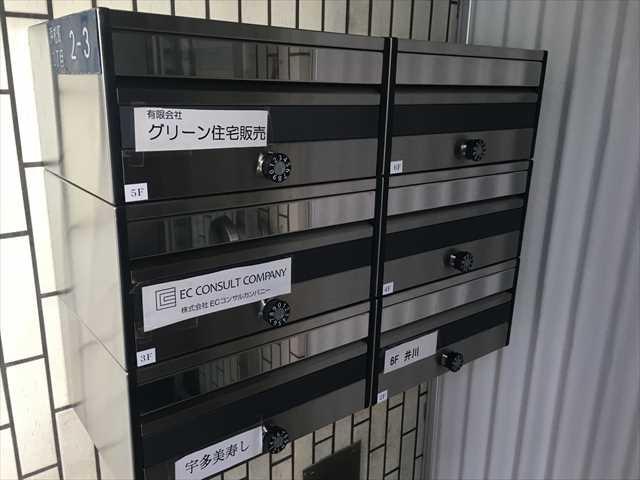 2-3
有限会社
グリーン住宅販売
5F
6F
EC CONSULT COMPANY
株式会社 ECコンサルカンパニー
3F
4F
BF 井川
2F
宇多美寿し